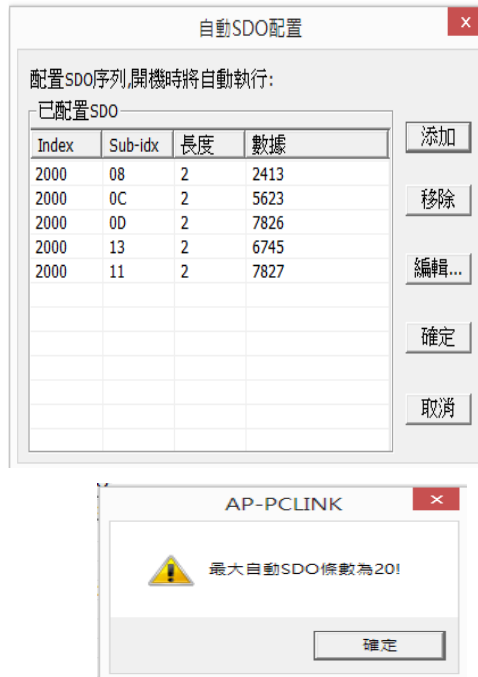 自動SDO配置
x
配置SDO序列,開機時將自動執行:
已配置SDO
Index Sub-idx 長度 數據
2000 08 2 2413
2000 0C 2 5623
2000 0D 2 7826
2000 13 2 6745
2000 11 2 7827
添加
移除
編輯...
確定
取消
AP-PCLINK
×
最大自動SDO條數為20!
確定